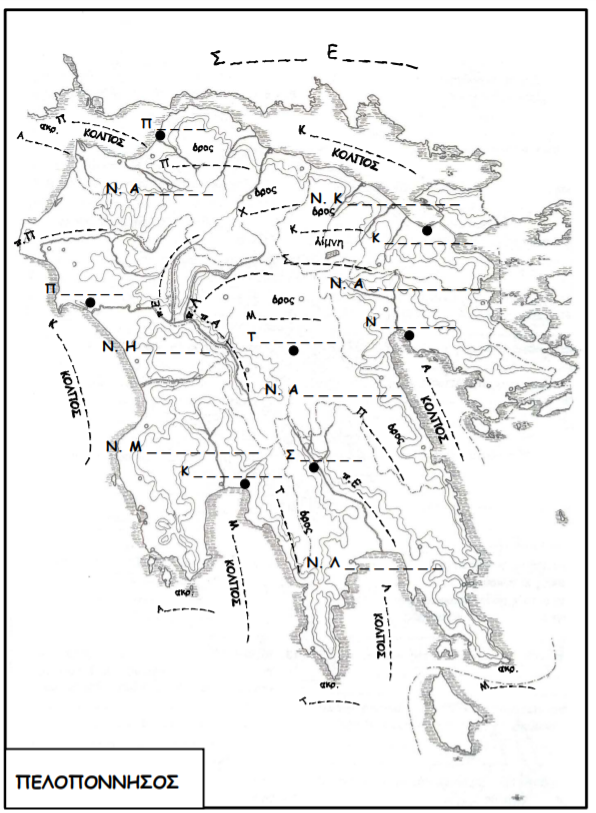 Σ Ε
Π ΚΟΛΠΟΣ
ακρ. Α
Π
όρος Π
Κ ΚΟΛΠΟΣ
Ν. Α
όρος Χ
Ν. Κ
όρος Κ
λίμνη
Κ
π. Π
Σ
Ν. Α
Π
π. Λ
π. Α
όρος
Μ
Τ
Ν
Κ ΚΟΛΠΟΣ
Ν. Η
Ν. Α
Α ΚΟΛΠΟΣ
Π όρος
Ν. Μ
Κ
Σ
π. Ε
Τ όρος
Μ ΚΟΛΠΟΣ
Ν. Λ
Λ ΚΟΛΠΟΣ
ακρ.
Α
ακρ.
Τ
ακρ.
Μ
ΠΕΛΟΠΟΝΝΗΣΟΣ